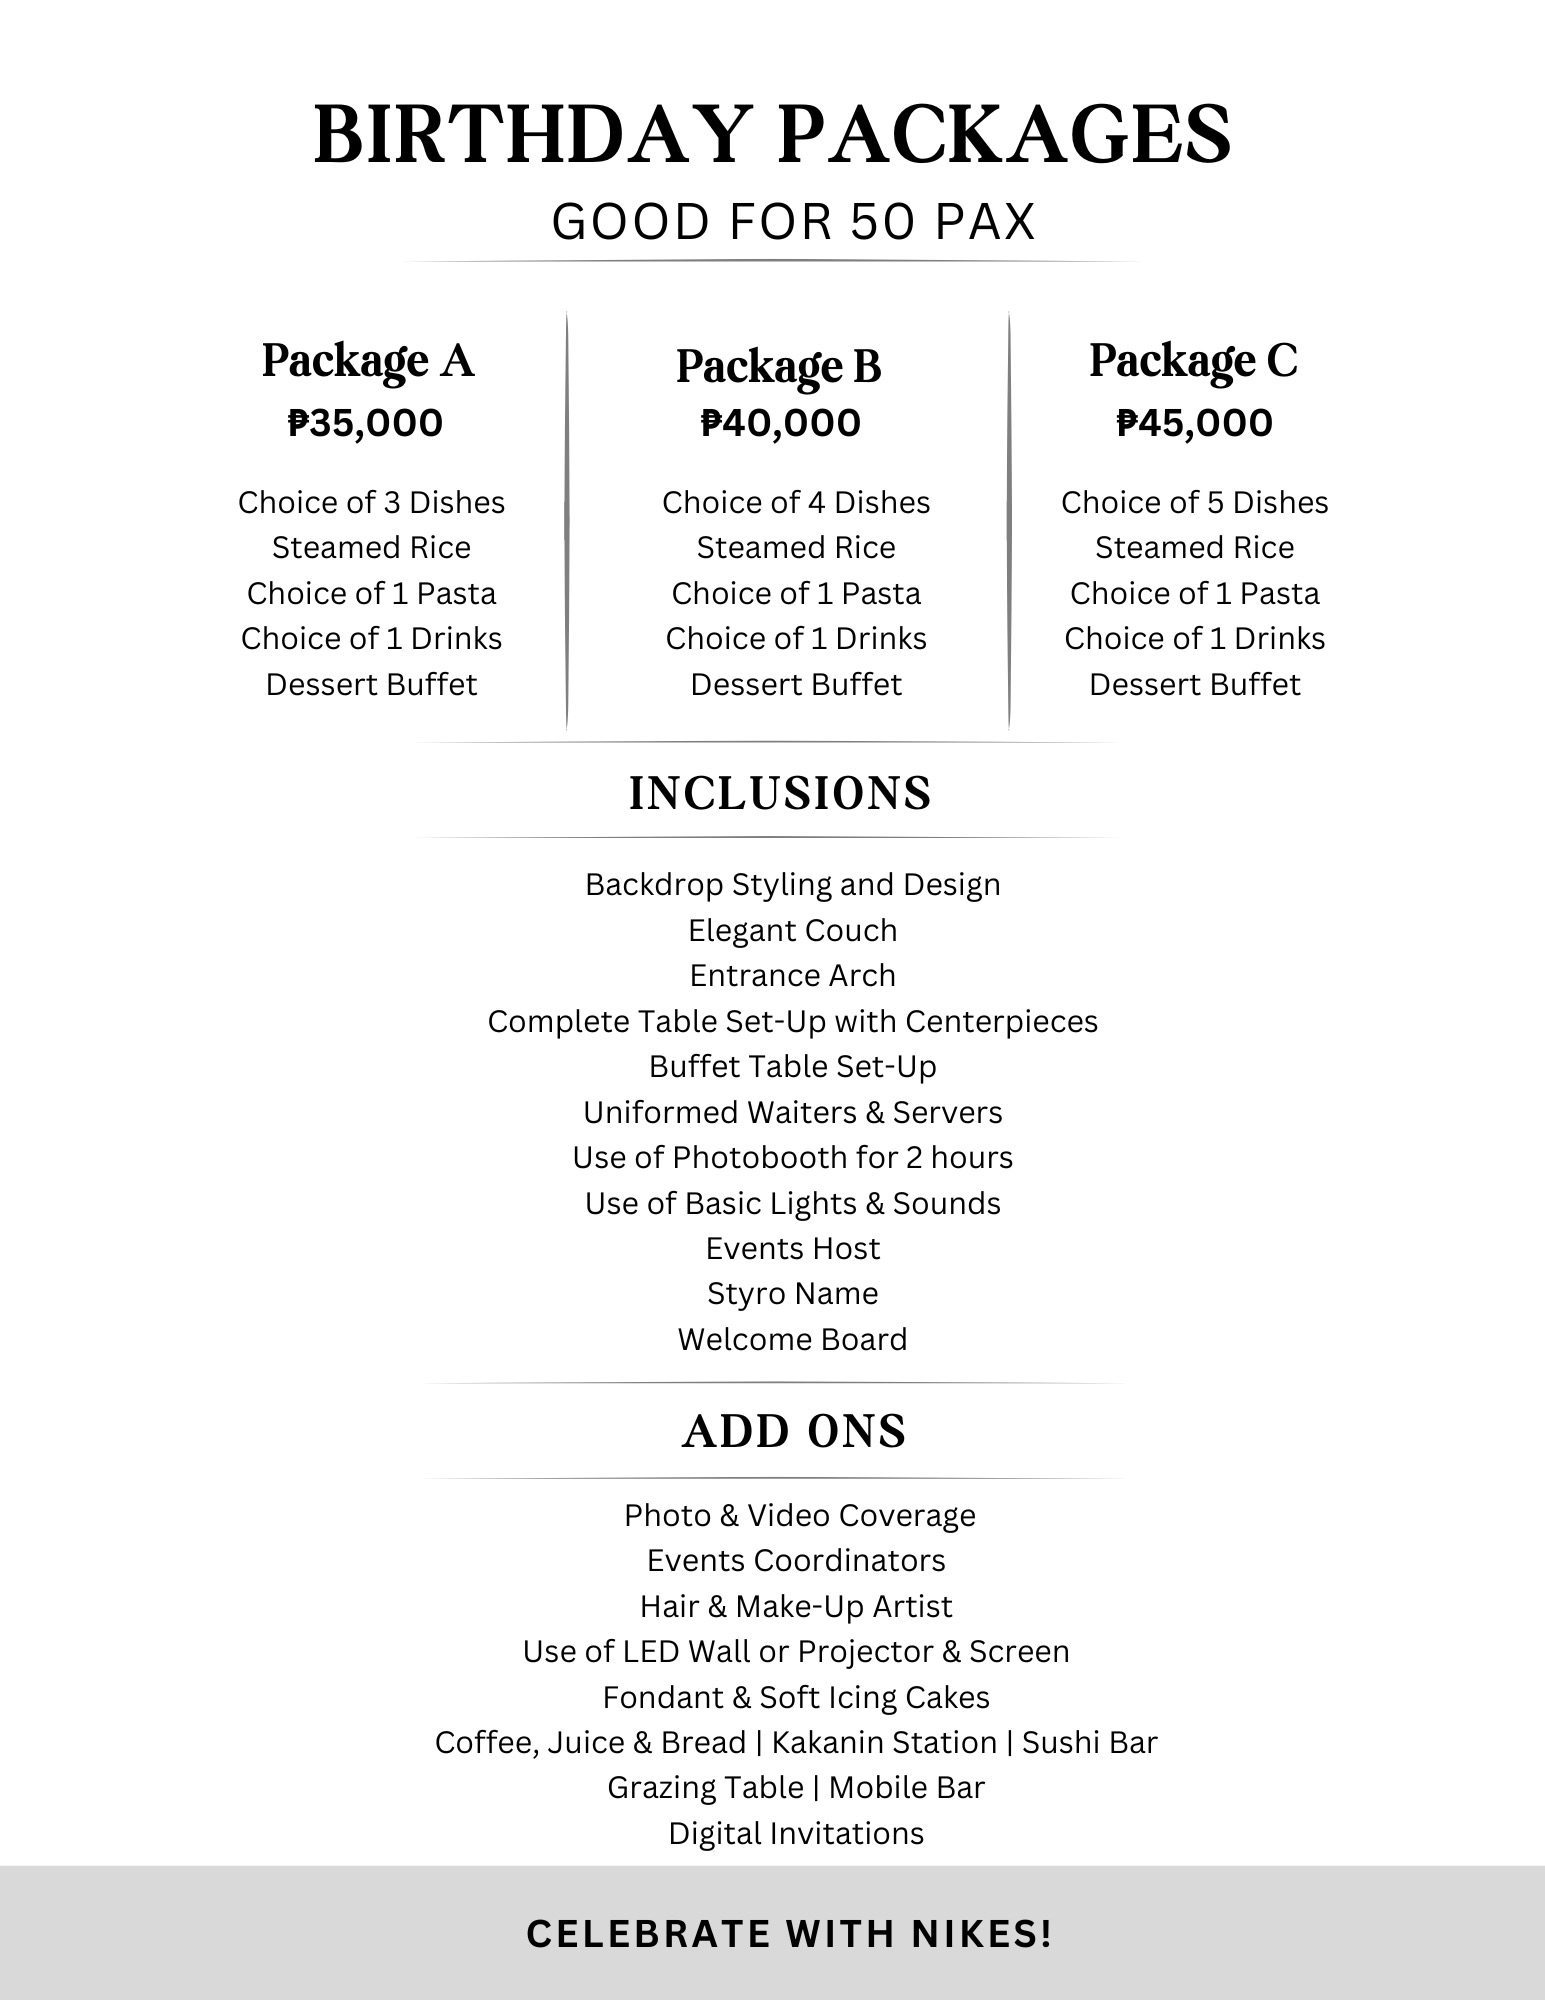 BIRTHDAY PACKAGES
GOOD FOR 50 PAX
Package A
₱35,000
Choice of 3 Dishes
Steamed Rice
Choice of 1 Pasta
Choice of 1 Drinks
Dessert Buffet
Package B
₱40,000
Choice of 4 Dishes
Steamed Rice
Choice of 1 Pasta
Choice of 1 Drinks
Dessert Buffet
Package C
₱45,000
Choice of 5 Dishes
Steamed Rice
Choice of 1 Pasta
Choice of 1 Drinks
Dessert Buffet
INCLUSIONS
Backdrop Styling and Design
Elegant Couch
Entrance Arch
Complete Table Set-Up with Centerpieces
Buffet Table Set-Up
Uniformed Waiters & Servers
Use of Photobooth for 2 hours
Use of Basic Lights & Sounds
Events Host
Styro Name
Welcome Board
ADD ONS
Photo & Video Coverage
Events Coordinators
Hair & Make-Up Artist
Use of LED Wall or Projector & Screen
Fondant & Soft Icing Cakes
Coffee, Juice & Bread | Kakanin Station | Sushi Bar
Grazing Table | Mobile Bar
Digital Invitations
CELEBRATE WITH NIKES!